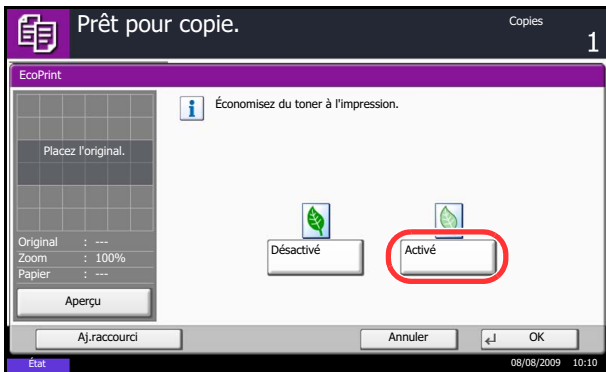 Prêt pour copie.
Copies
1
EcoPrint
Placez l'original.
Économisez du toner à l'impression.
Désactivé
Activé
Original : ---
Zoom : 100%
Papier : ---
Aperçu
Aj.raccourci
Annuler
OK
État
08/08/2009 10:10